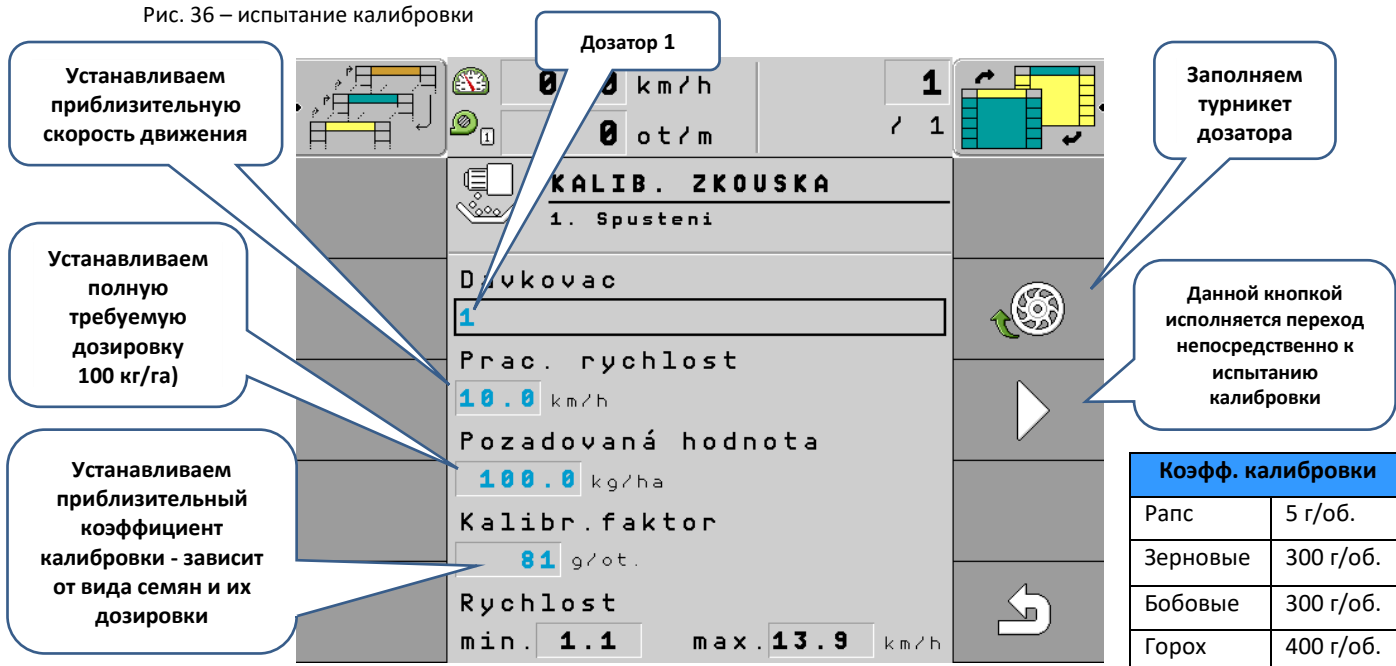 Рис. 36 – испытание калибровки
Дозатор 1
Устанавливаем
приблизительную
скорость движения
Заполняем
турникет
дозатора
km/h
1
1
0 ot/m
/ 1
KALIB. ZKOUSKA
1. Spusteni
Устанавливаем
полную
требуемую
дозировку
100 кг/га)
Данной кнопкой
исполняется переход
непосредственно к
испытанию
калибровки
Davkovac
1
Prac. rychlost
10.0 km/h
Pozadovaná hodnota
100.0 kg/ha
Устанавливаем
приблизительный
коэффициент
калибровки - зависит
от вида семян и их
дозировки
Kalibr.faktor
81 g/ot.
Rychlost
min. 1.1 max. 13.9 km/h
Коэфф. калибровки
Рапс 5 г/об.
Зерновые 300 г/об.
Бобовые 300 г/об.
Горох 400 г/об.